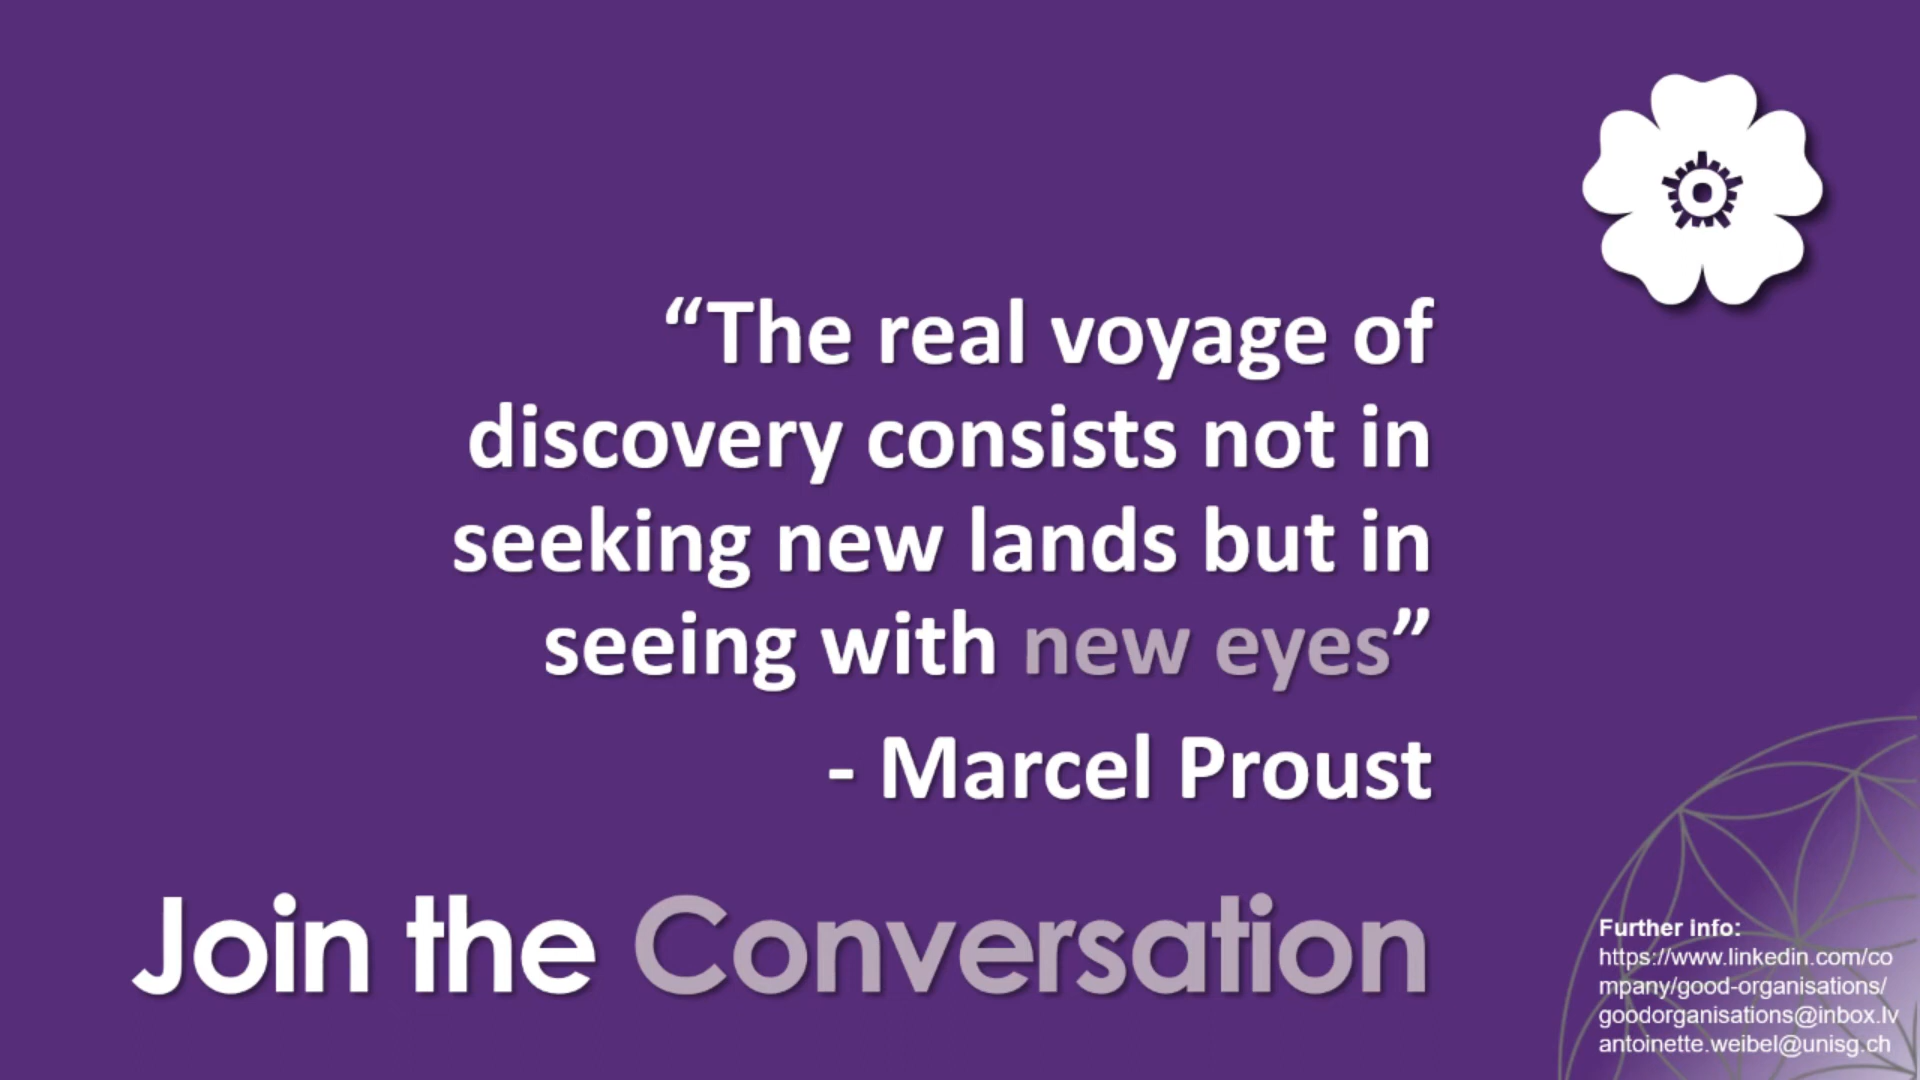 “The real voyage of
discovery consists not in
seeking new lands but in
seeing with new eyes”
- Marcel Proust
Join the Conversation
Further info:
https://www.linkedin.com/co
mpany/good-organisations/
goodorganisations@inbox.lv
antoinette.weibel@unisg.ch